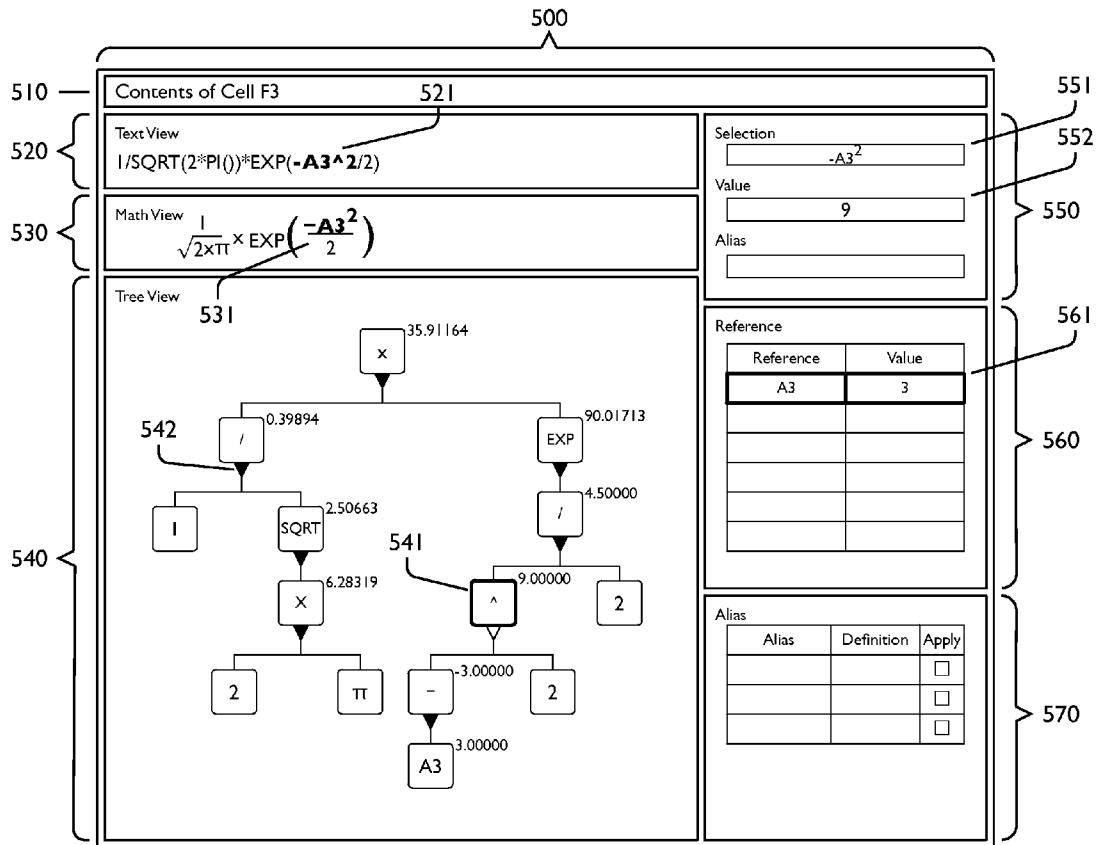 500
510
Contents of Cell F3
521
551
520
Text View
1/SQRT(2*PI())*EXP(-A3^2/2)
Selection
-A3²
552
Value
9
550
530
Math View
1
√2xπ
x EXP(
-A3²
2
)
Alias
540
Tree View
531
Reference
561
Reference Value
A3 3
560
x
35.91164
/
0.39894
EXP
90.01713
542
/
4.50000
1
SQRT
2.50663
541
^
9.00000
2
X
6.28319
2
π
−
-3.00000
2
A3
3.00000
Alias
Alias Definition Apply
570